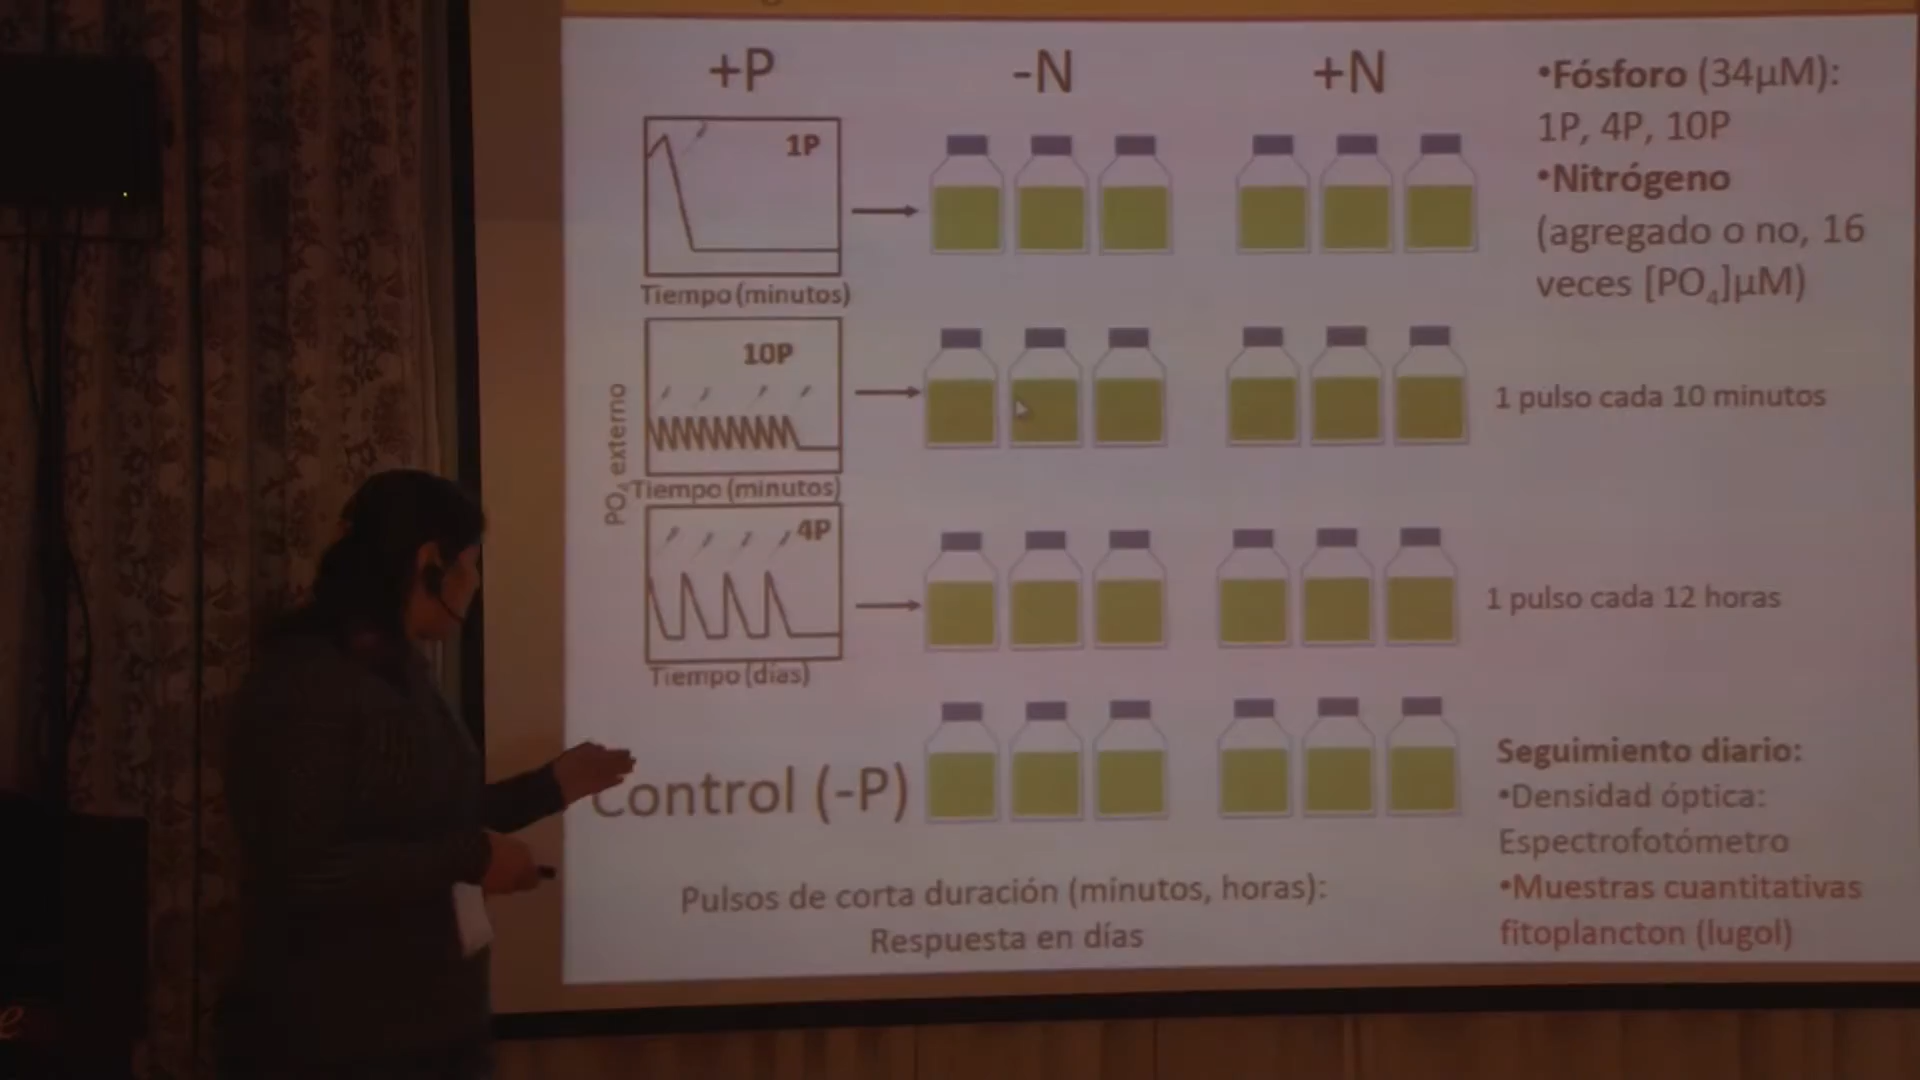 +P
-N
+N
1P
Tiempo (minutos)
10P
PO4 externo
Tiempo (minutos)
4P
Tiempo (días)
Control (-P)
Pulsos de corta duración (minutos, horas):
Respuesta en días
•Fósforo (34µM):
1P, 4P, 10P
•Nitrógeno
(agregado o no, 16
veces [PO4]µM)
1 pulso cada 10 minutos
1 pulso cada 12 horas
Seguimiento diario:
•Densidad óptica:
Espectrofotómetro
•Muestras cuantitativas
fitoplancton (lugol)